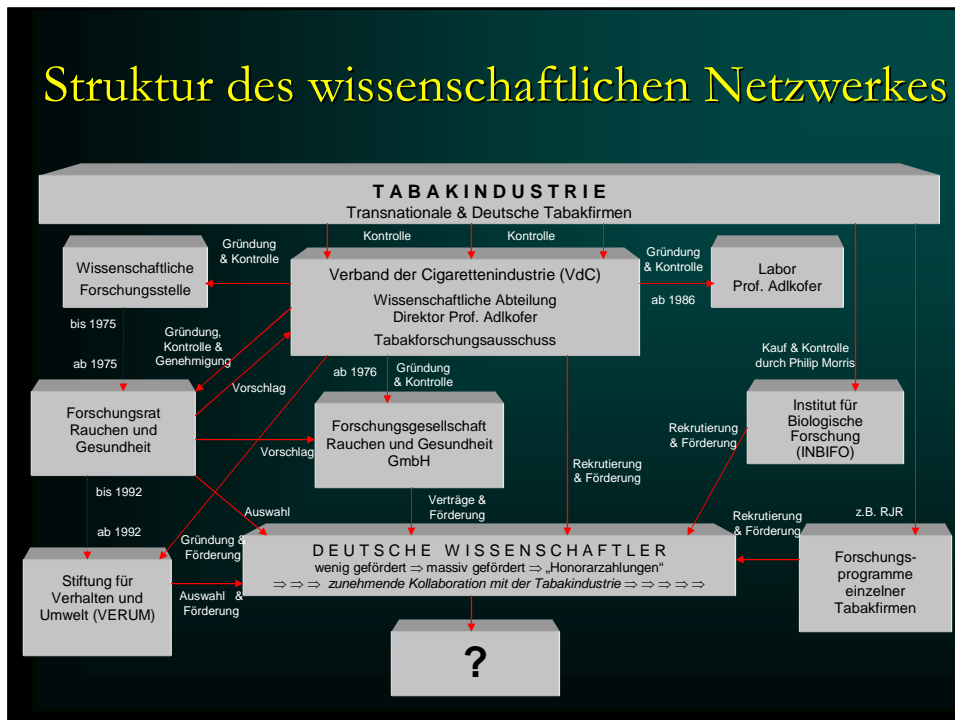 Struktur des wissenschaftlichen Netzwerkes
TABAKINDUSTRIE
Transnationale & Deutsche Tabakfirmen
Kontrolle
Kontrolle
Gründung
& Kontrolle
Gründung
& Kontrolle
Wissenschaftliche
Forschungsstelle
Verband der Cigarettenindustrie (VdC)
Wissenschaftliche Abteilung
Direktor Prof. Adlkofer
Tabakforschungsausschuss
Labor
Prof. Adlkofer
ab 1986
bis 1975
ab 1975
Gründung,
Kontrolle &
Genehmigung
Vorschlag
ab 1976
Gründung
& Kontrolle
Kauf & Kontrolle
durch Philip Morris
Forschungsrat
Rauchen und
Gesundheit
Forschungsgesellschaft
Rauchen und Gesundheit
GmbH
Institut für
Biologische
Forschung
(INBIFO)
Vorschlag
Rekrutierung
& Förderung
Rekrutierung
& Förderung
bis 1992
ab 1992
Auswahl
Verträge &
Förderung
Rekrutierung
& Förderung
z.B. RJR
Gründung &
Förderung
DEUTSCHE WISSENSCHAFTLER
wenig gefördert ⇒ massiv gefördert ⇒ „Honorarzahlungen“
⇒ ⇒ ⇒ zunehmende Kollaboration mit der Tabakindustrie ⇒ ⇒ ⇒ ⇒ ⇒
Forschungs-
programme
einzelner
Tabakfirmen
Stiftung für
Verhalten und
Umwelt (VERUM)
Auswahl &
Förderung
?